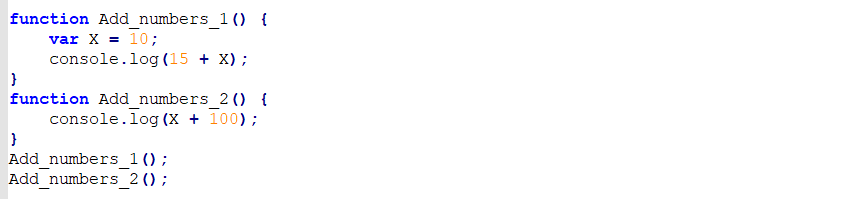 function Add_numbers_1() {
    var X = 10;
    console.log(15 + X);
}
function Add_numbers_2() {
    console.log(X + 100);
}
Add_numbers_1();
Add_numbers_2();